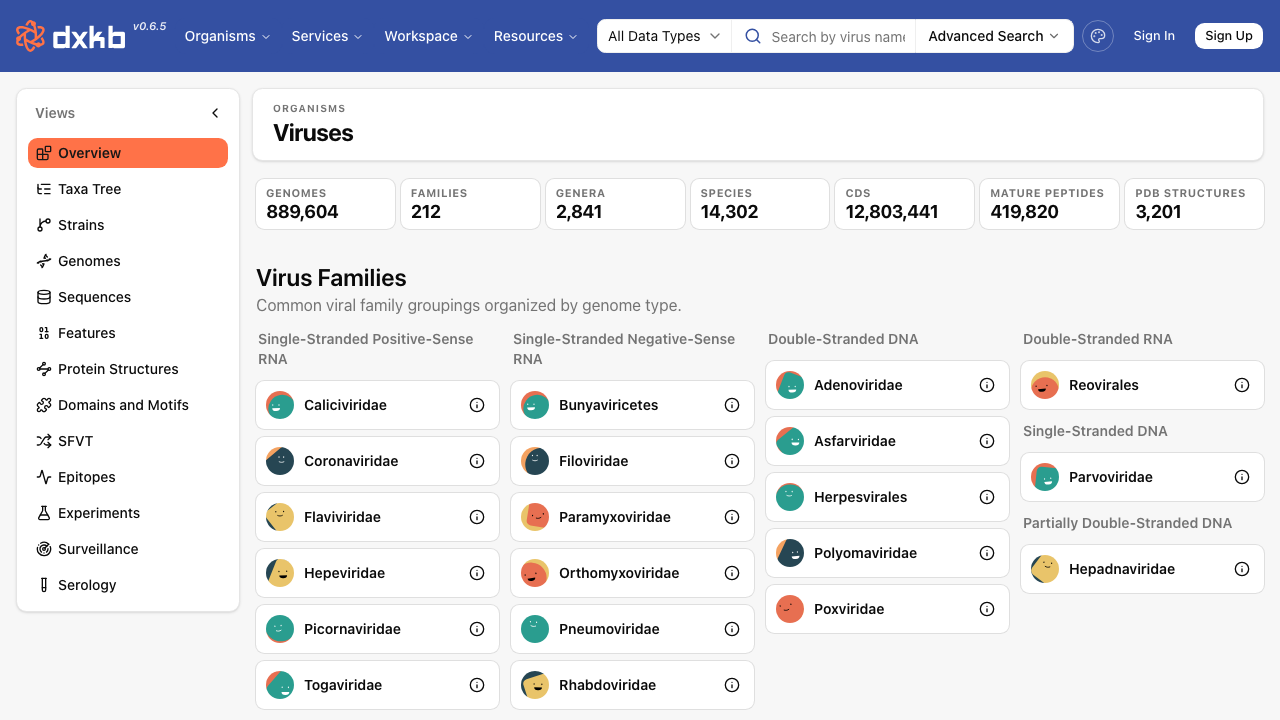 dxkb v0.6.5
Organisms
Services
Workspace
Resources
All Data Types
Search by virus name
Advanced Search
Sign In
Sign Up
Views
Overview
Taxa Tree
Strains
Genomes
Sequences
Features
Protein Structures
Domains and Motifs
SFVT
Epitopes
Experiments
Surveillance
Serology
ORGANISMS
Viruses
GENOMES
889,604
FAMILIES
212
GENERA
2,841
SPECIES
14,302
CDS
12,803,441
MATURE PEPTIDES
419,820
PDB STRUCTURES
3,201
Virus Families
Common viral family groupings organized by genome type.
Single-Stranded Positive-Sense
RNA
Caliciviridae
Coronaviridae
Flaviviridae
Hepeviridae
Picornaviridae
Togaviridae
Single-Stranded Negative-Sense
RNA
Bunyaviricetes
Filoviridae
Paramyxoviridae
Orthomyxoviridae
Pneumoviridae
Rhabdoviridae
Double-Stranded DNA
Adenoviridae
Asfarviridae
Herpesvirales
Polyomaviridae
Poxviridae
Double-Stranded RNA
Reovirales
Single-Stranded DNA
Parvoviridae
Partially Double-Stranded DNA
Hepadnaviridae